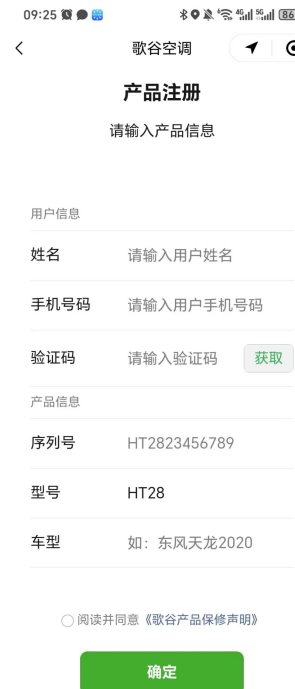 09:25 4G 5G 86
歌谷空调
产品注册
请输入产品信息
用户信息
姓名 请输入用户姓名
手机号码 请输入用户手机号码
验证码 请输入验证码 获取
产品信息
序列号 HT2823456789
型号 HT28
车型 如：东风天龙2020
阅读并同意《歌谷产品保修声明》
确定